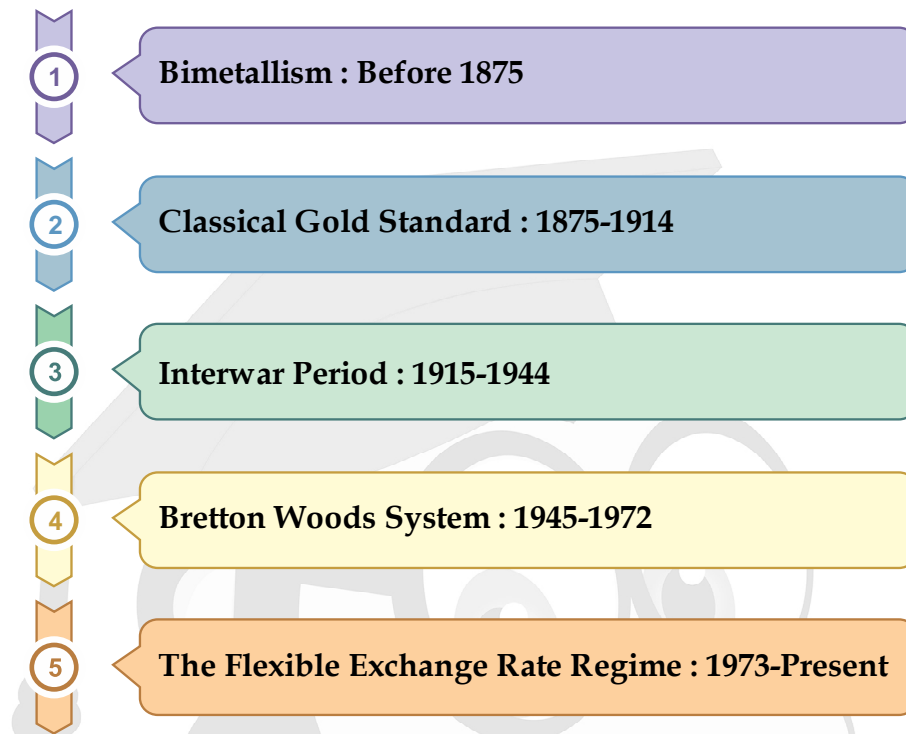 1
Bimetallism : Before 1875
2
Classical Gold Standard : 1875-1914
3
Interwar Period : 1915-1944
4
Bretton Woods System : 1945-1972
5
The Flexible Exchange Rate Regime : 1973-Present